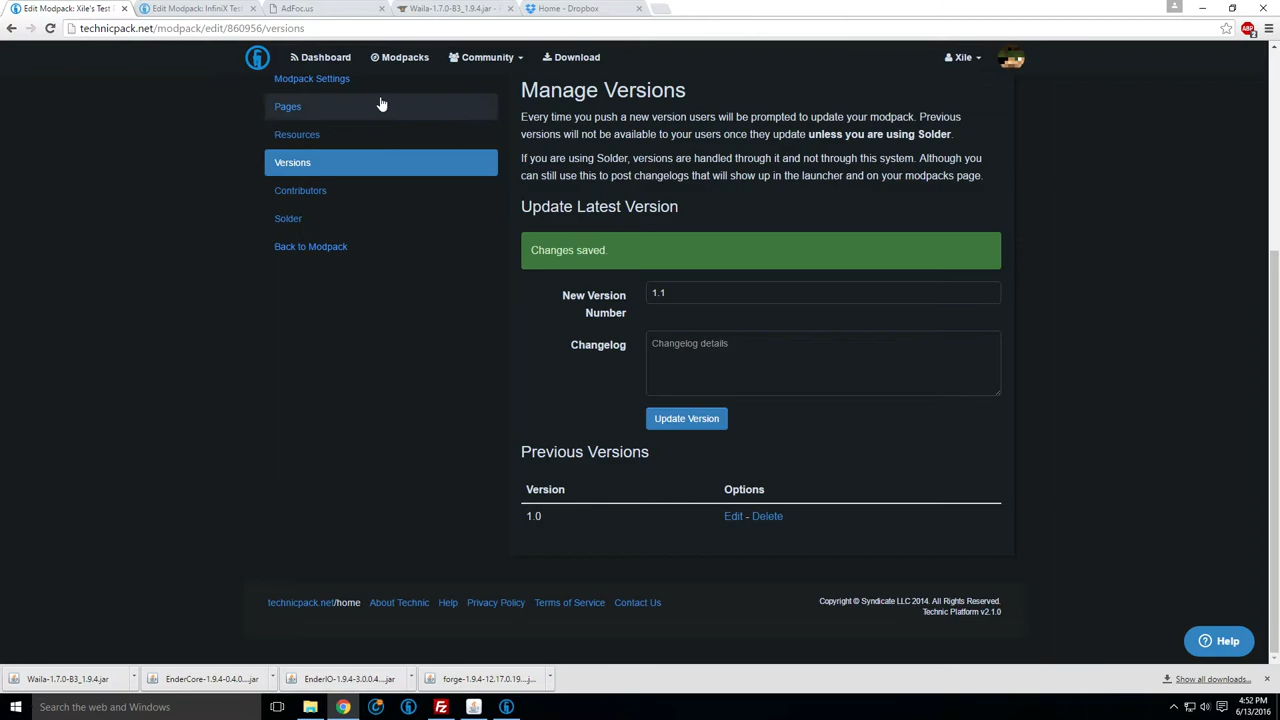 Edit Modpack: Xile's Test
Edit Modpack: InfiniX Test
AdFoc.us
Waila-1.7.0-B3_1.9.4.jar -
Home - Dropbox
technicpack.net/modpack/edit/860956/versions
Dashboard
Modpacks
Community
Download
Xile
Modpack Settings
Pages
Resources
Versions
Contributors
Solder
Back to Modpack
Manage Versions
Every time you push a new version users will be prompted to update your modpack. Previous
versions will not be available to your users once they update unless you are using Solder.
If you are using Solder, versions are handled through it and not through this system. Although you
can still use this to post changelogs that will show up in the launcher and on your modpacks page.
Update Latest Version
Changes saved.
New Version
Number
1.1
Changelog
Changelog details
Update Version
Previous Versions
Version Options
1.0 Edit - Delete
technicpack.net/home About Technic Help Privacy Policy Terms of Service Contact Us
Copyright © Syndicate LLC 2014. All Rights Reserved.
Technic Platform v2.1.0
Help
Waila-1.7.0-B3_1.9.4.jar
EnderCore-1.9.4-0.4.0....jar
EnderIO-1.9.4-3.0.0.4....jar
forge-1.9.4-12.17.0.19....j...
Show all downloads...
Search the web and Windows
4:52 PM
6/13/2016